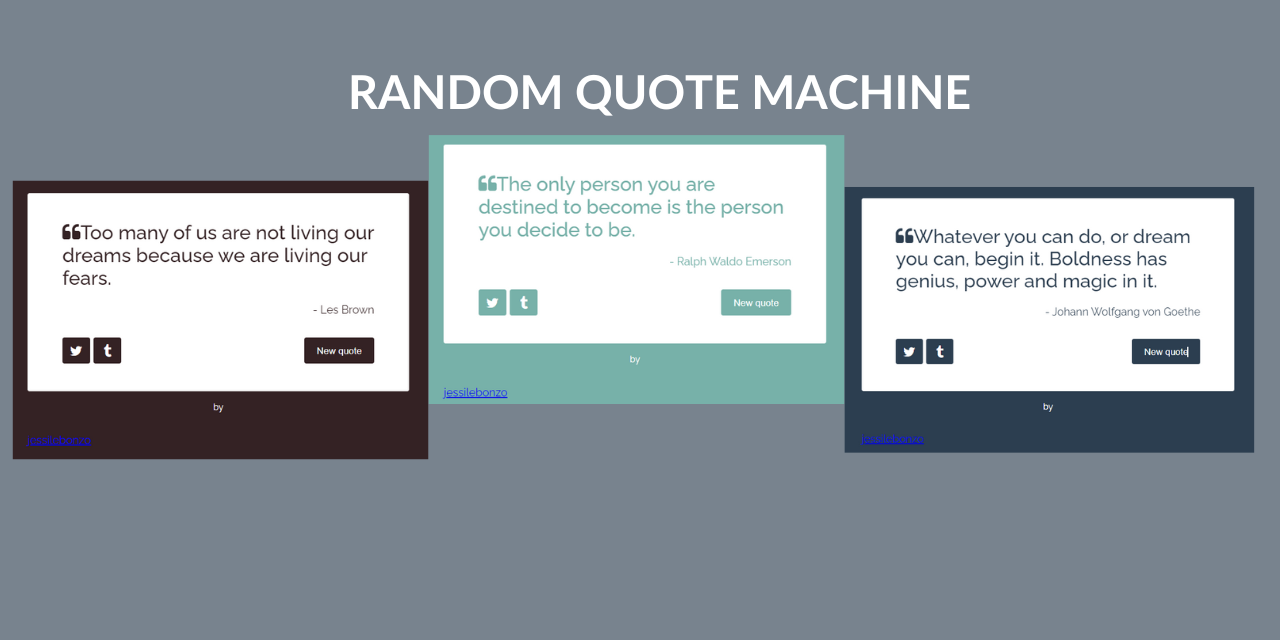 RANDOM QUOTE MACHINE
Too many of us are not living our
dreams because we are living our
fears.
- Les Brown
New quote
by
jessilebonzo
The only person you are
destined to become is the person
you decide to be.
- Ralph Waldo Emerson
New quote
by
jessilebonzo
Whatever you can do, or dream
you can, begin it. Boldness has
genius, power and magic in it.
- Johann Wolfgang von Goethe
New quote
by
jessilebonzo